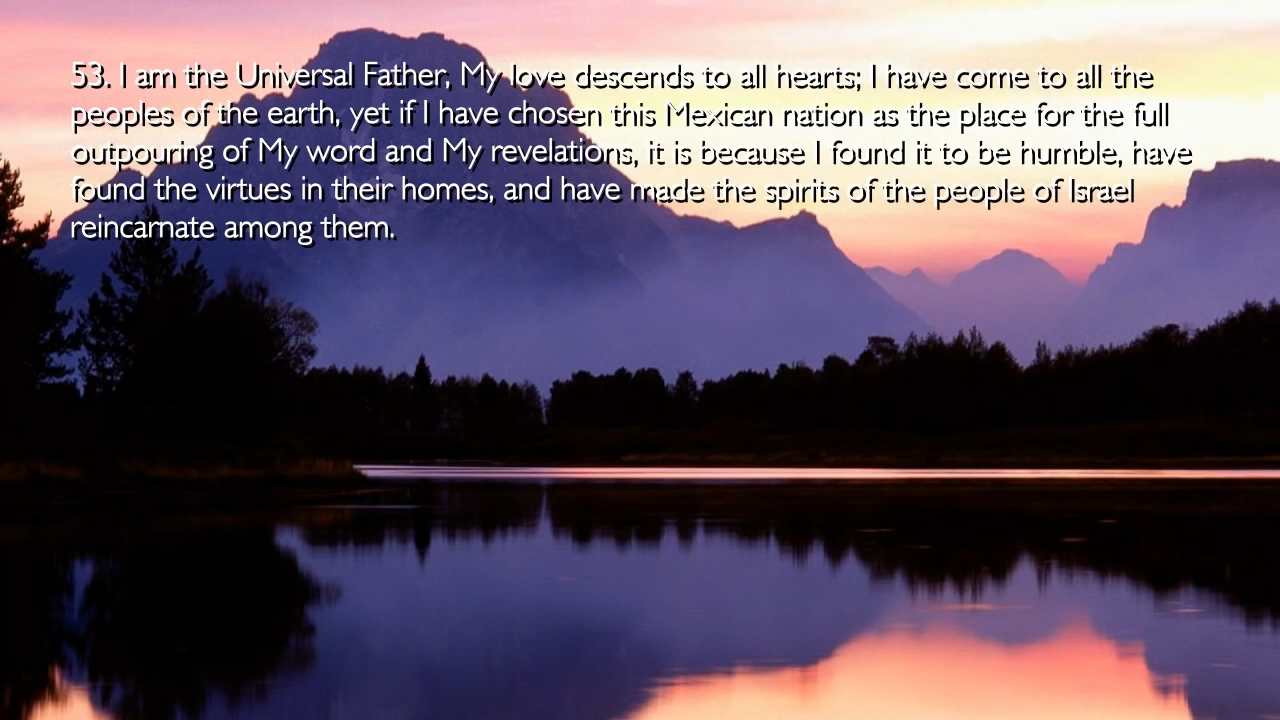 53. I am the Universal Father, My love descends to all hearts; I have come to all the
peoples of the earth, yet if I have chosen this Mexican nation as the place for the full
outpouring of My word and My revelations, it is because I found it to be humble, have
found the virtues in their homes, and have made the spirits of the people of Israel
reincarnate among them.